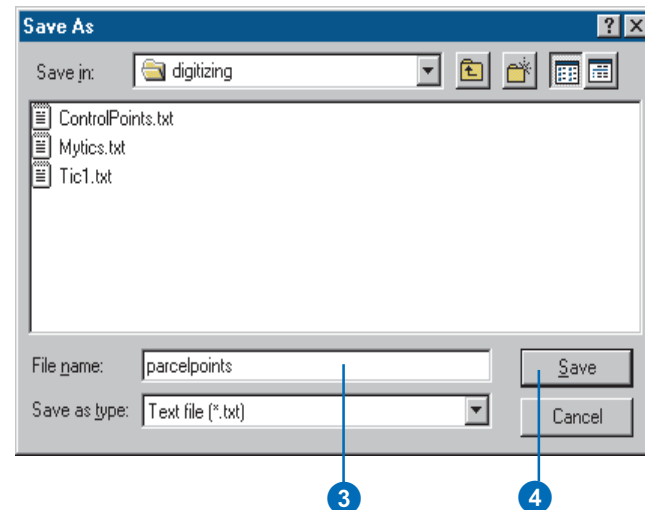 Save As
Save in: digitizing
ControlPoints.txt
Mytics.txt
Tic1.txt
File name: parcelpoints Save
Save as type: Text file (*.txt) Cancel
3 4